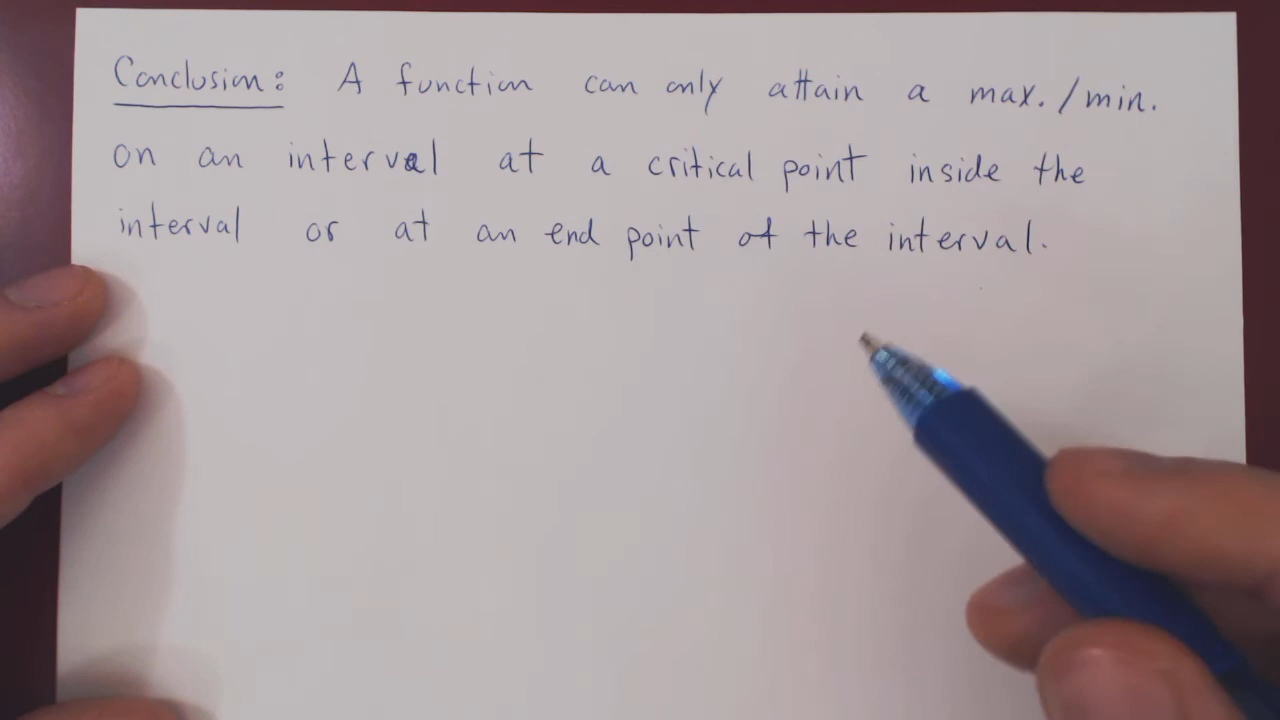 Conclusion: A function can only attain a max./min.
on an interval at a critical point inside the
interval or at an end point of the interval.